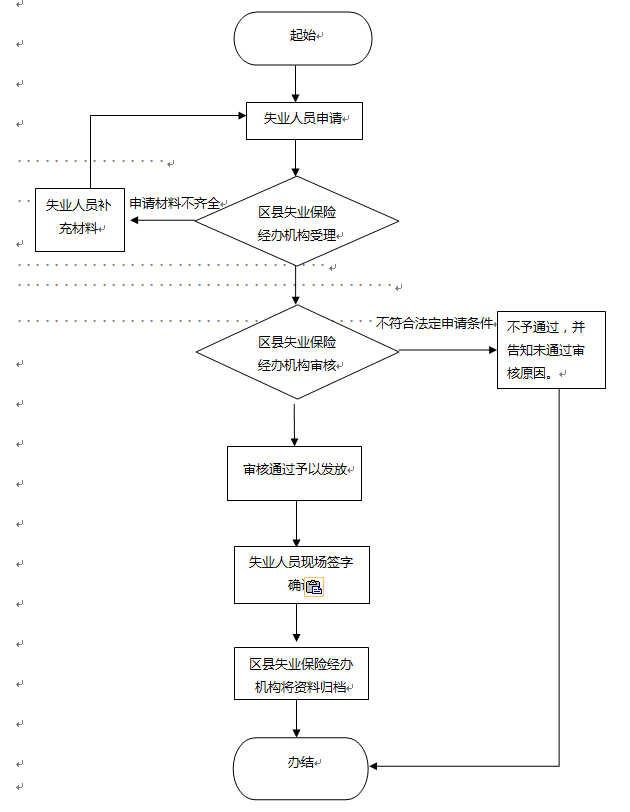 起始
失业人员申请
失业人员补
充材料
申请材料不齐全
区县失业保险
经办机构受理
不符合法定申请条件
区县失业保险
经办机构审核
不予通过，并
告知未通过审
核原因。
审核通过予以发放
失业人员现场签字
确
区县失业保险经办
机构将资料归档
办结